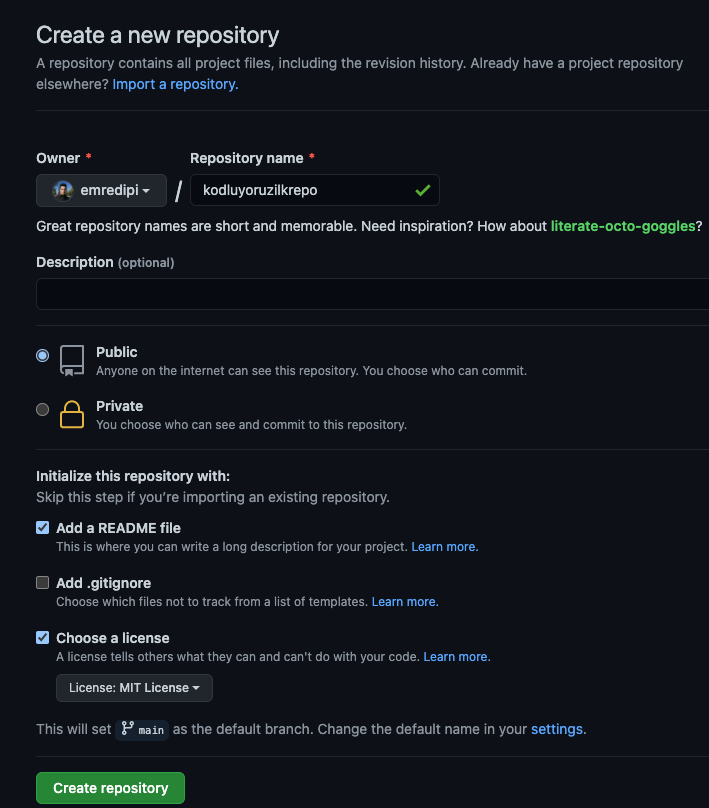 Create a new repository
A repository contains all project files, including the revision history. Already have a project repository
elsewhere? Import a repository.
Owner * Repository name *
emredipi / kodluyoruzilkrepo
Great repository names are short and memorable. Need inspiration? How about literate-octo-goggles?
Description (optional)
Public
Anyone on the internet can see this repository. You choose who can commit.
Private
You choose who can see and commit to this repository.
Initialize this repository with:
Skip this step if you’re importing an existing repository.
Add a README file
This is where you can write a long description for your project. Learn more.
Add .gitignore
Choose which files not to track from a list of templates. Learn more.
Choose a license
A license tells others what they can and can't do with your code. Learn more.
License: MIT License
This will set main as the default branch. Change the default name in your settings.
Create repository